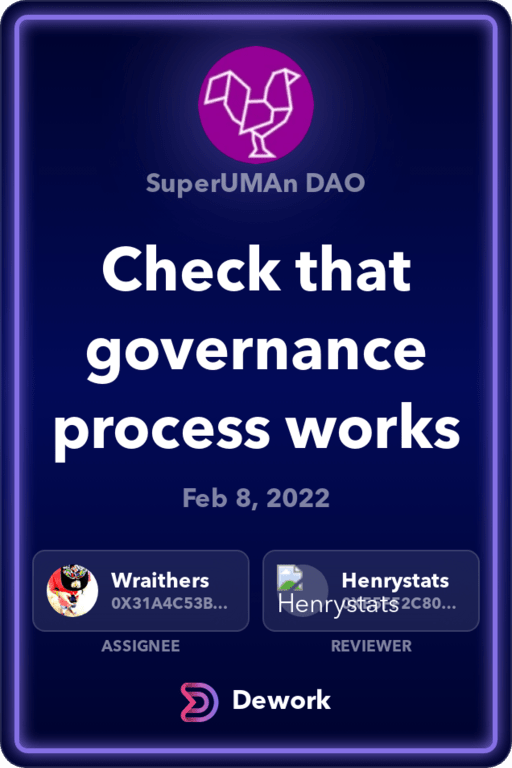 SuperUMAn DAO
Check that
governance
process works
Feb 8, 2022
Wraithers
0X31A4C53B...
Henrystats
Henrystats
ASSIGNEE
REVIEWER
Dework